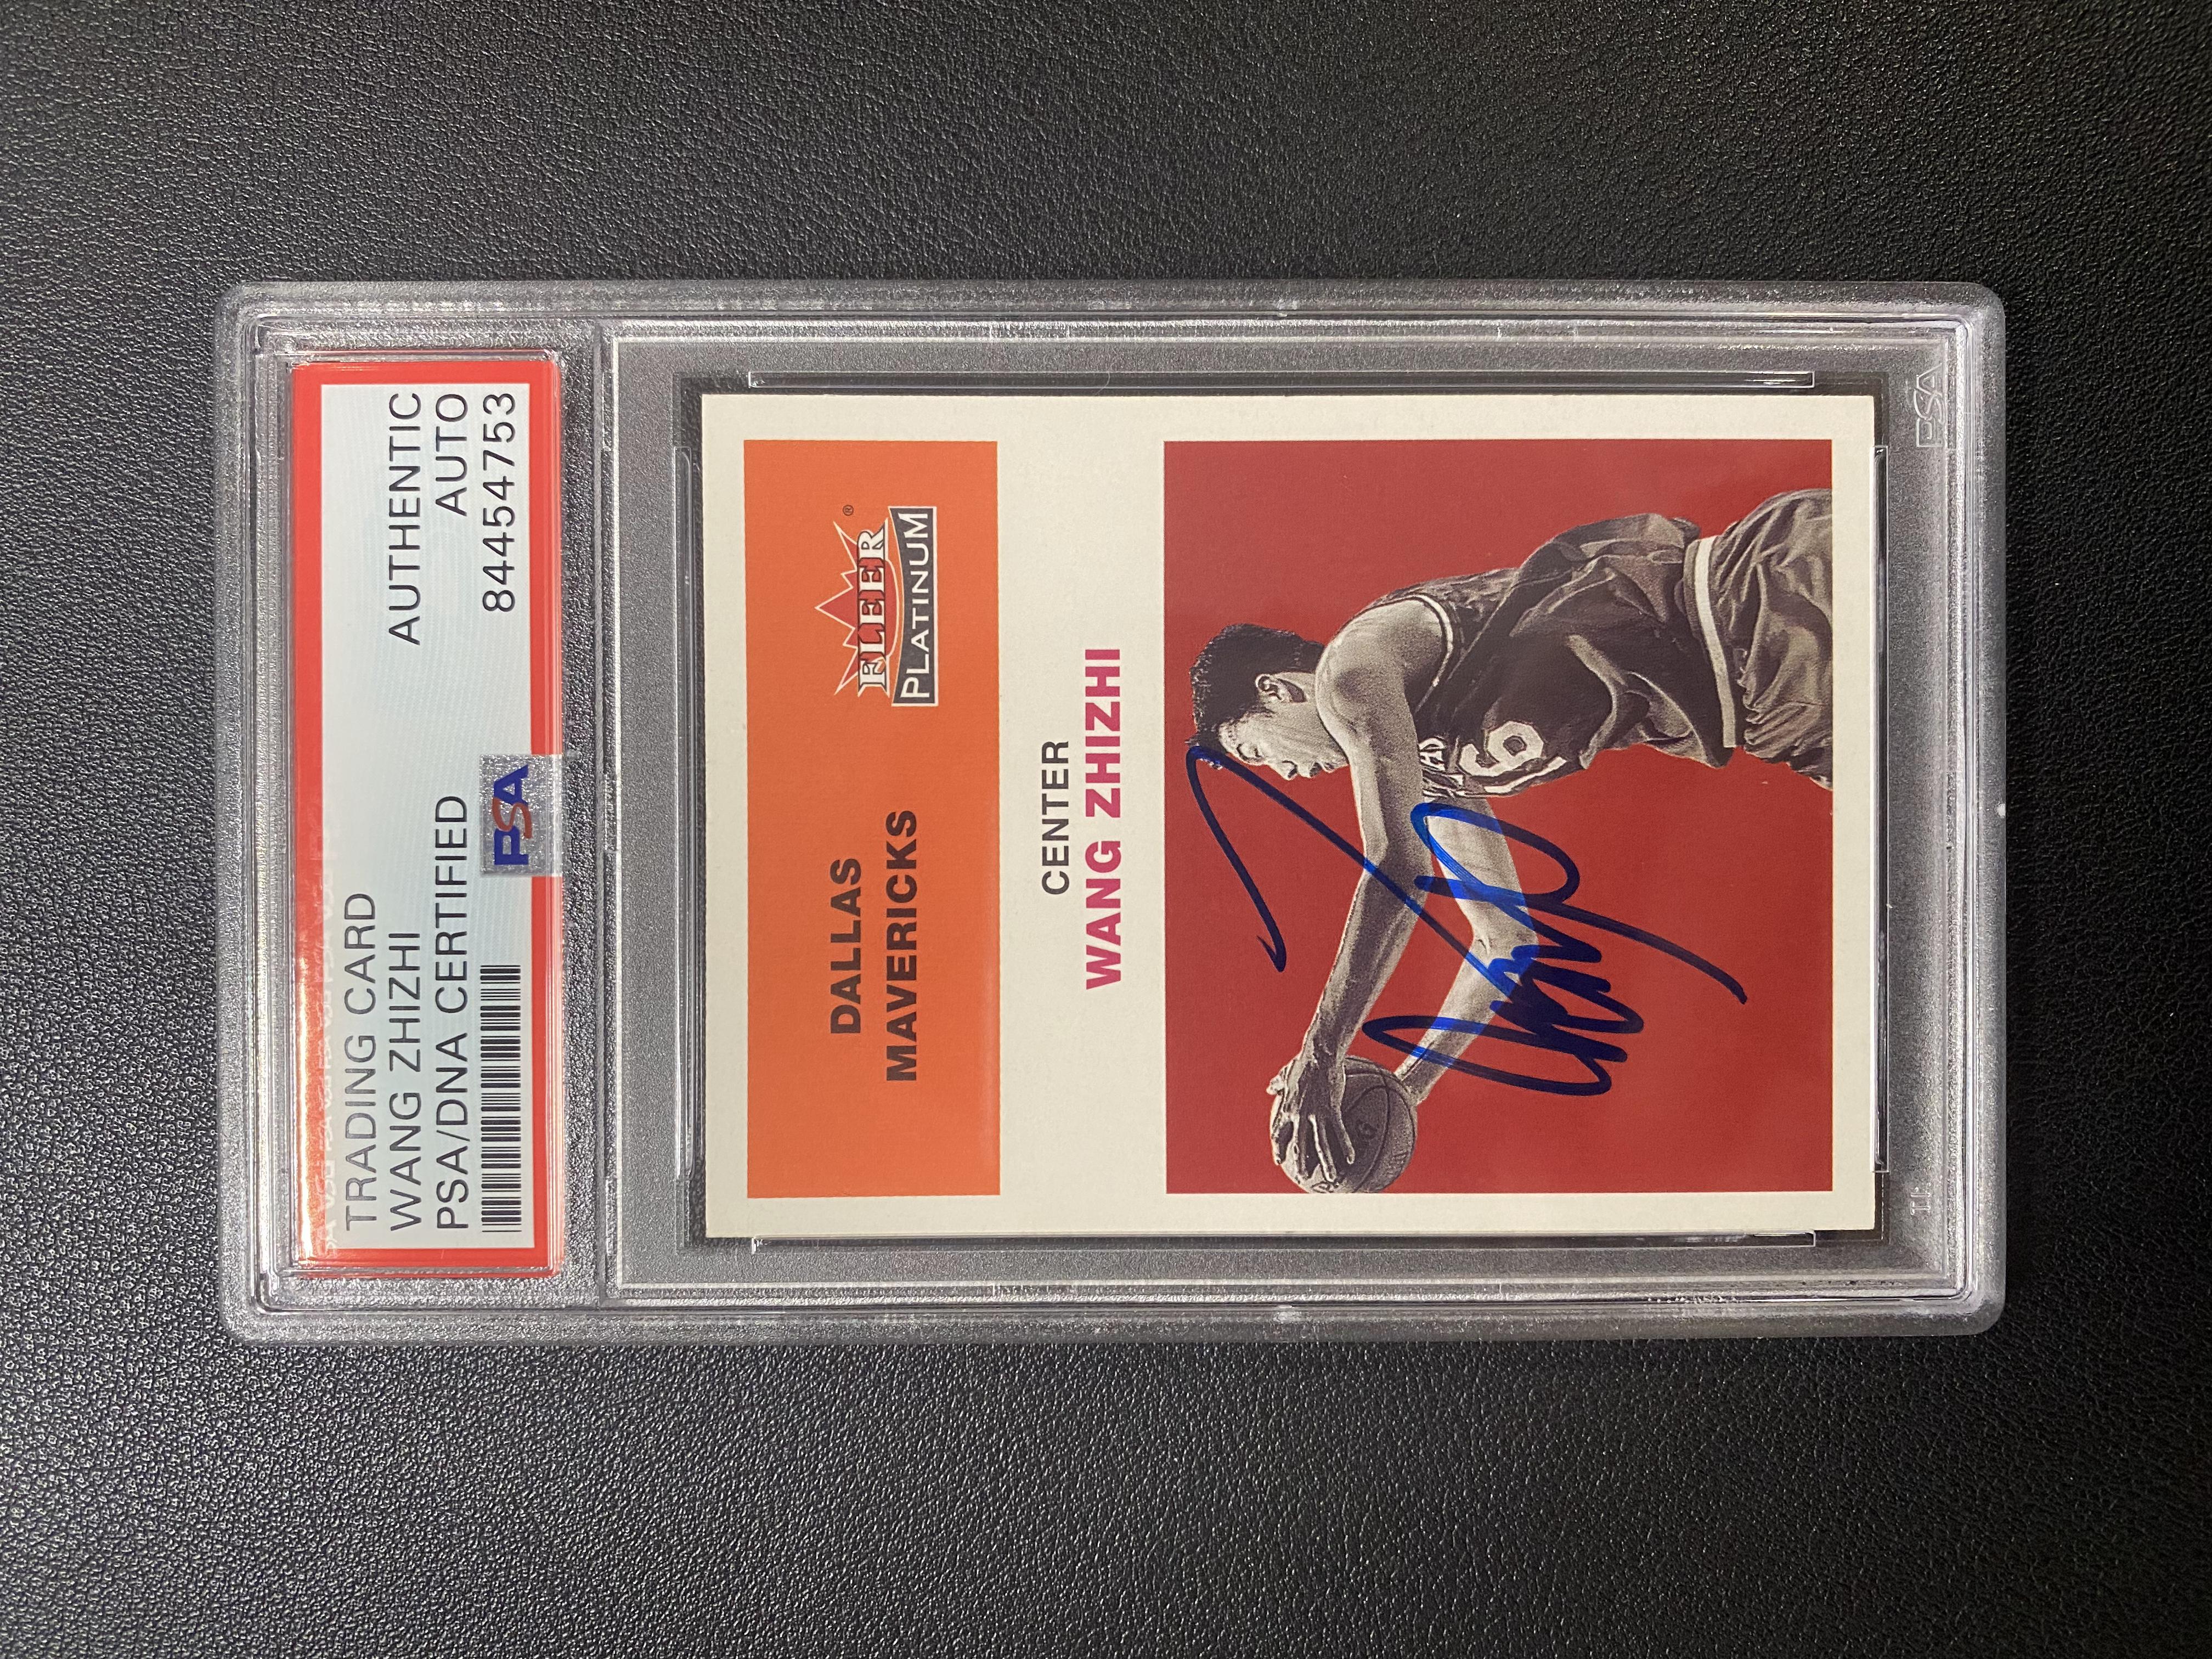 TRADING CARD
WANG ZHIZHI
PSA/DNA CERTIFIED
AUTHENTIC
AUTO
84454753
PSA
DALLAS
MAVERICKS
FLEER®
PLATINUM
CENTER
WANG ZHIZHI
PSA